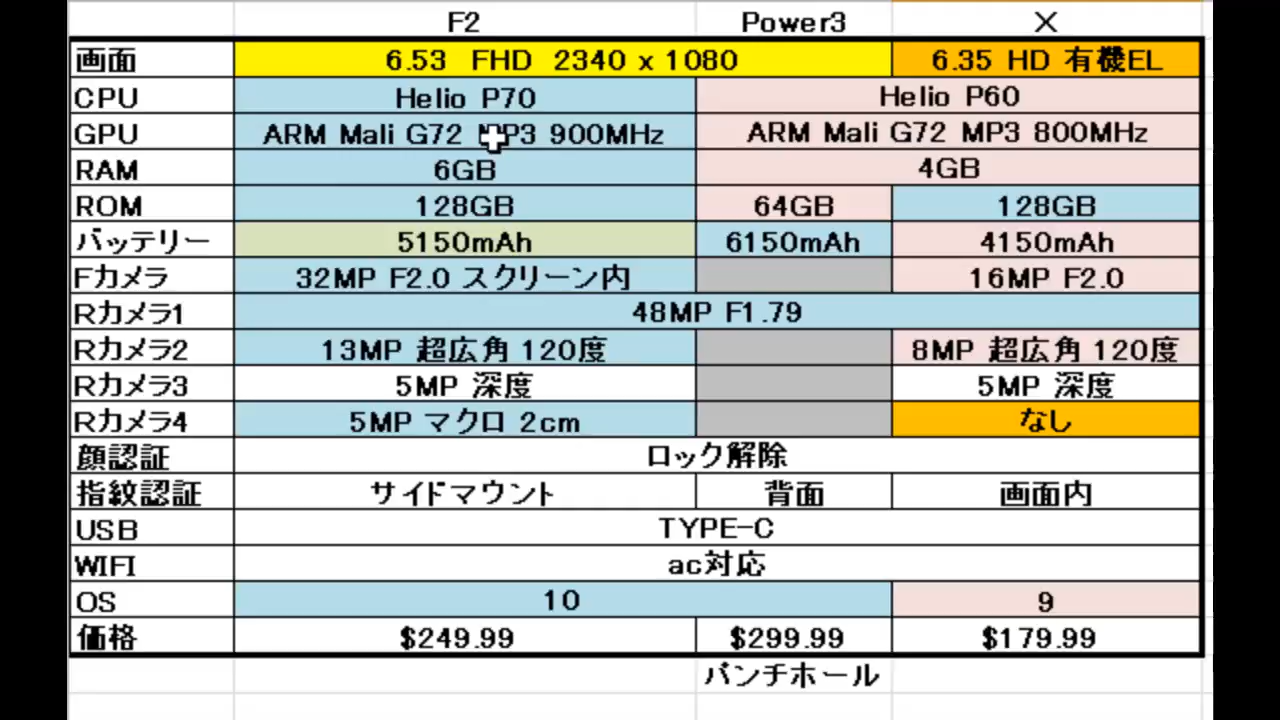 F2 Power3 X
画面 6.53 FHD 2340 x 1080 6.35 HD 有機EL
CPU Helio P70 Helio P60
GPU ARM Mali G72 MP3 900MHz ARM Mali G72 MP3 800MHz
RAM 6GB 4GB
ROM 128GB 64GB 128GB
バッテリー 5150mAh 6150mAh 4150mAh
Fカメラ 32MP F2.0 スクリーン内 16MP F2.0
Rカメラ1 48MP F1.79
Rカメラ2 13MP 超広角 120度 8MP 超広角 120度
Rカメラ3 5MP 深度 5MP 深度
Rカメラ4 5MP マクロ 2cm なし
顔認証 ロック解除
指紋認証 サイドマウント 背面 画面内
USB TYPE-C
WIFI ac対応
OS 10 9
価格 $249.99 $299.99 $179.99
パンチホール